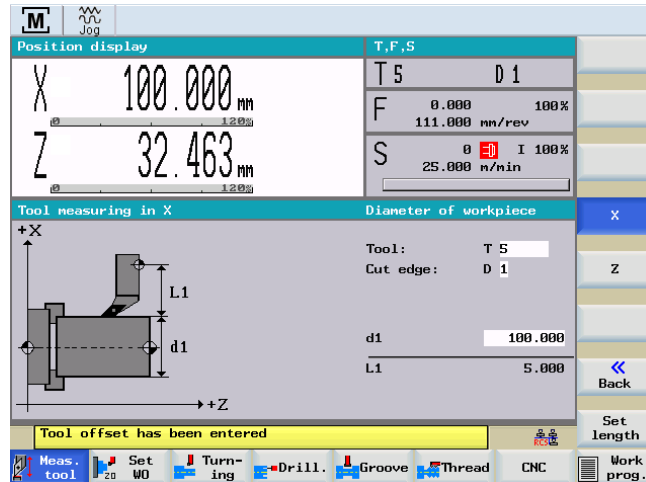 M Jog
Position display
X 100.000 mm
0 120%
Z 32.463 mm
0 120%
T,F,S
T 5 D 1
F 0.000 100%
111.000 mm/rev
S 0 I 100%
25.000 m/min
Tool measuring in X
+X
L1
d1
+Z
Diameter of workpiece
Tool: T 5
Cut edge: D 1
d1 100.000
L1 5.000
X
Z
« Back
Set length
Tool offset has been entered
RCS
Meas. tool
Set WO
Turn- ing
Drill.
Groove
Thread
CNC
Work prog.